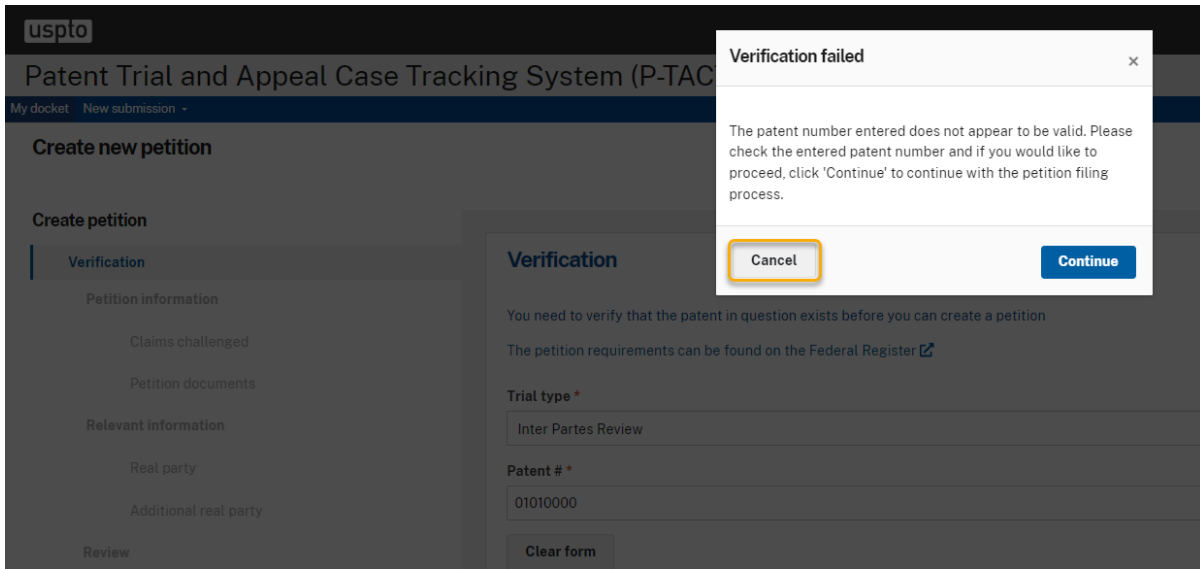 uspto
Patent Trial and Appeal Case Tracking System (P-TAC
My docket New submission
Create new petition
Create petition
Verification
Petition information
Claims challenged
Petition documents
Relevant information
Real party
Additional real party
Review
Verification failed
×
The patent number entered does not appear to be valid. Please
check the entered patent number and if you would like to
proceed, click 'Continue' to continue with the petition filing
process.
Cancel Continue
Verification
You need to verify that the patent in question exists before you can create a petition
The petition requirements can be found on the Federal Register
Trial type *
Inter Partes Review
Patent # *
01010000
Clear form